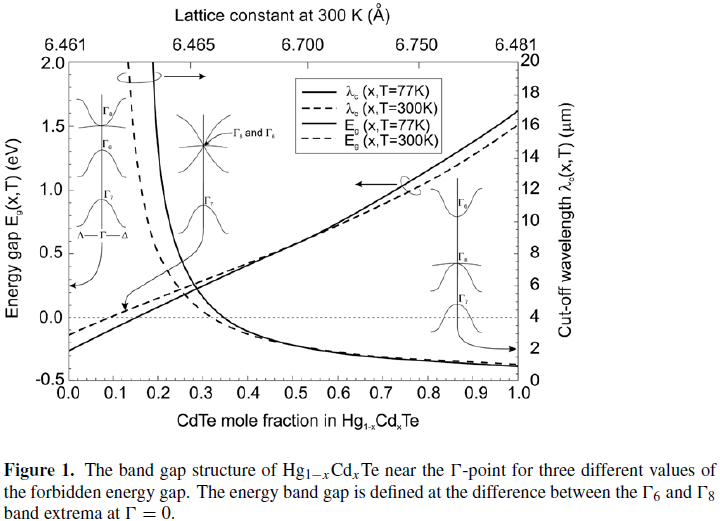 Lattice constant at 300 K (Å)
6.461 6.465 6.700 6.750 6.481
2.0 1.5 1.0 0.5 0.0 -0.5
Energy gap E_g(x,T) (eV)
20 18 16 14 12 10 8 6 4 2 0
Cut-off wavelength λ_c(x,T) (μm)
λ_c (x,T=77K)
λ_c (x,T=300K)
E_g (x,T=77K)
E_g (x,T=300K)
Γ₈
Γ₆
Γ₇
Λ—Γ—Δ
Γ₈ and Γ₆
Γ₇
Γ₆
Γ₈
Γ₇
0.0 0.1 0.2 0.3 0.4 0.5 0.6 0.7 0.8 0.9 1.0
CdTe mole fraction in Hg₁₋ₓCdₓTe
Figure 1. The band gap structure of Hg₁₋ₓCdₓTe near the Γ-point for three different values of
the forbidden energy gap. The energy band gap is defined at the difference between the Γ₆ and Γ₈
band extrema at Γ = 0.